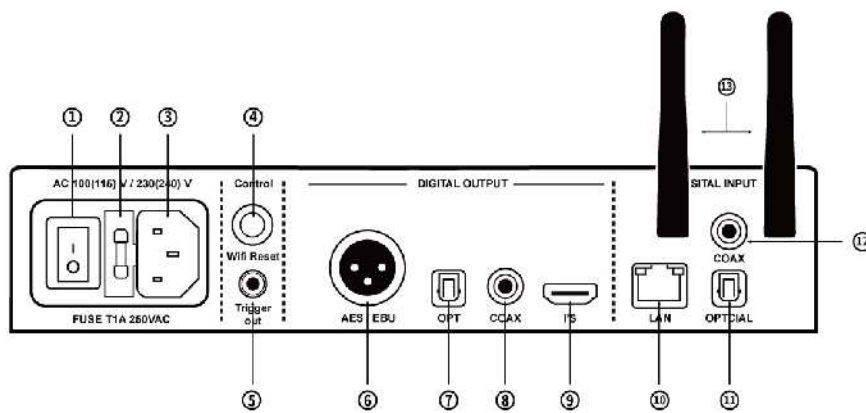 ⑬
① ② ③ ④
AC 100(115) V / 230(240) V
Control
DIGITAL OUTPUT
SITAL INPUT
I
O
Wifi Reset
COAX
⑫
Trigger
out
FUSE T1A 250VAC
AES EBU
OPT
COAX
I²S
LAN
OPTCIAL
⑤ ⑥ ⑦ ⑧ ⑨ ⑩ ⑪